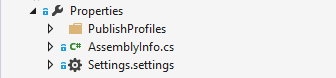 Properties
PublishProfiles
C# AssemblyInfo.cs
Settings.settings